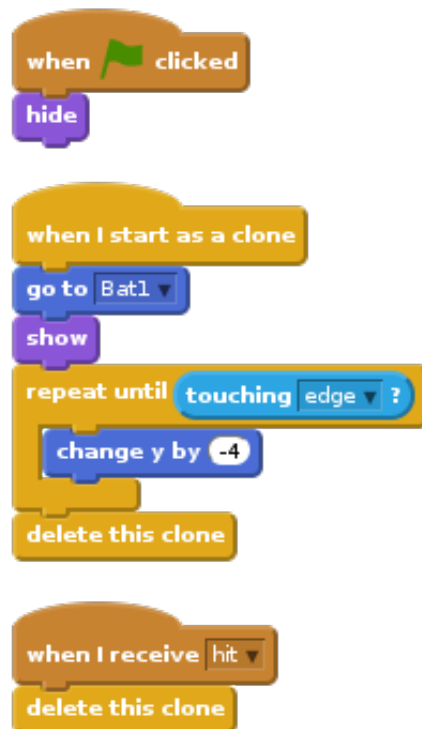 when clicked
hide
when I start as a clone
go to Bat1
show
repeat until touching edge ?
change y by -4
delete this clone
when I receive hit
delete this clone